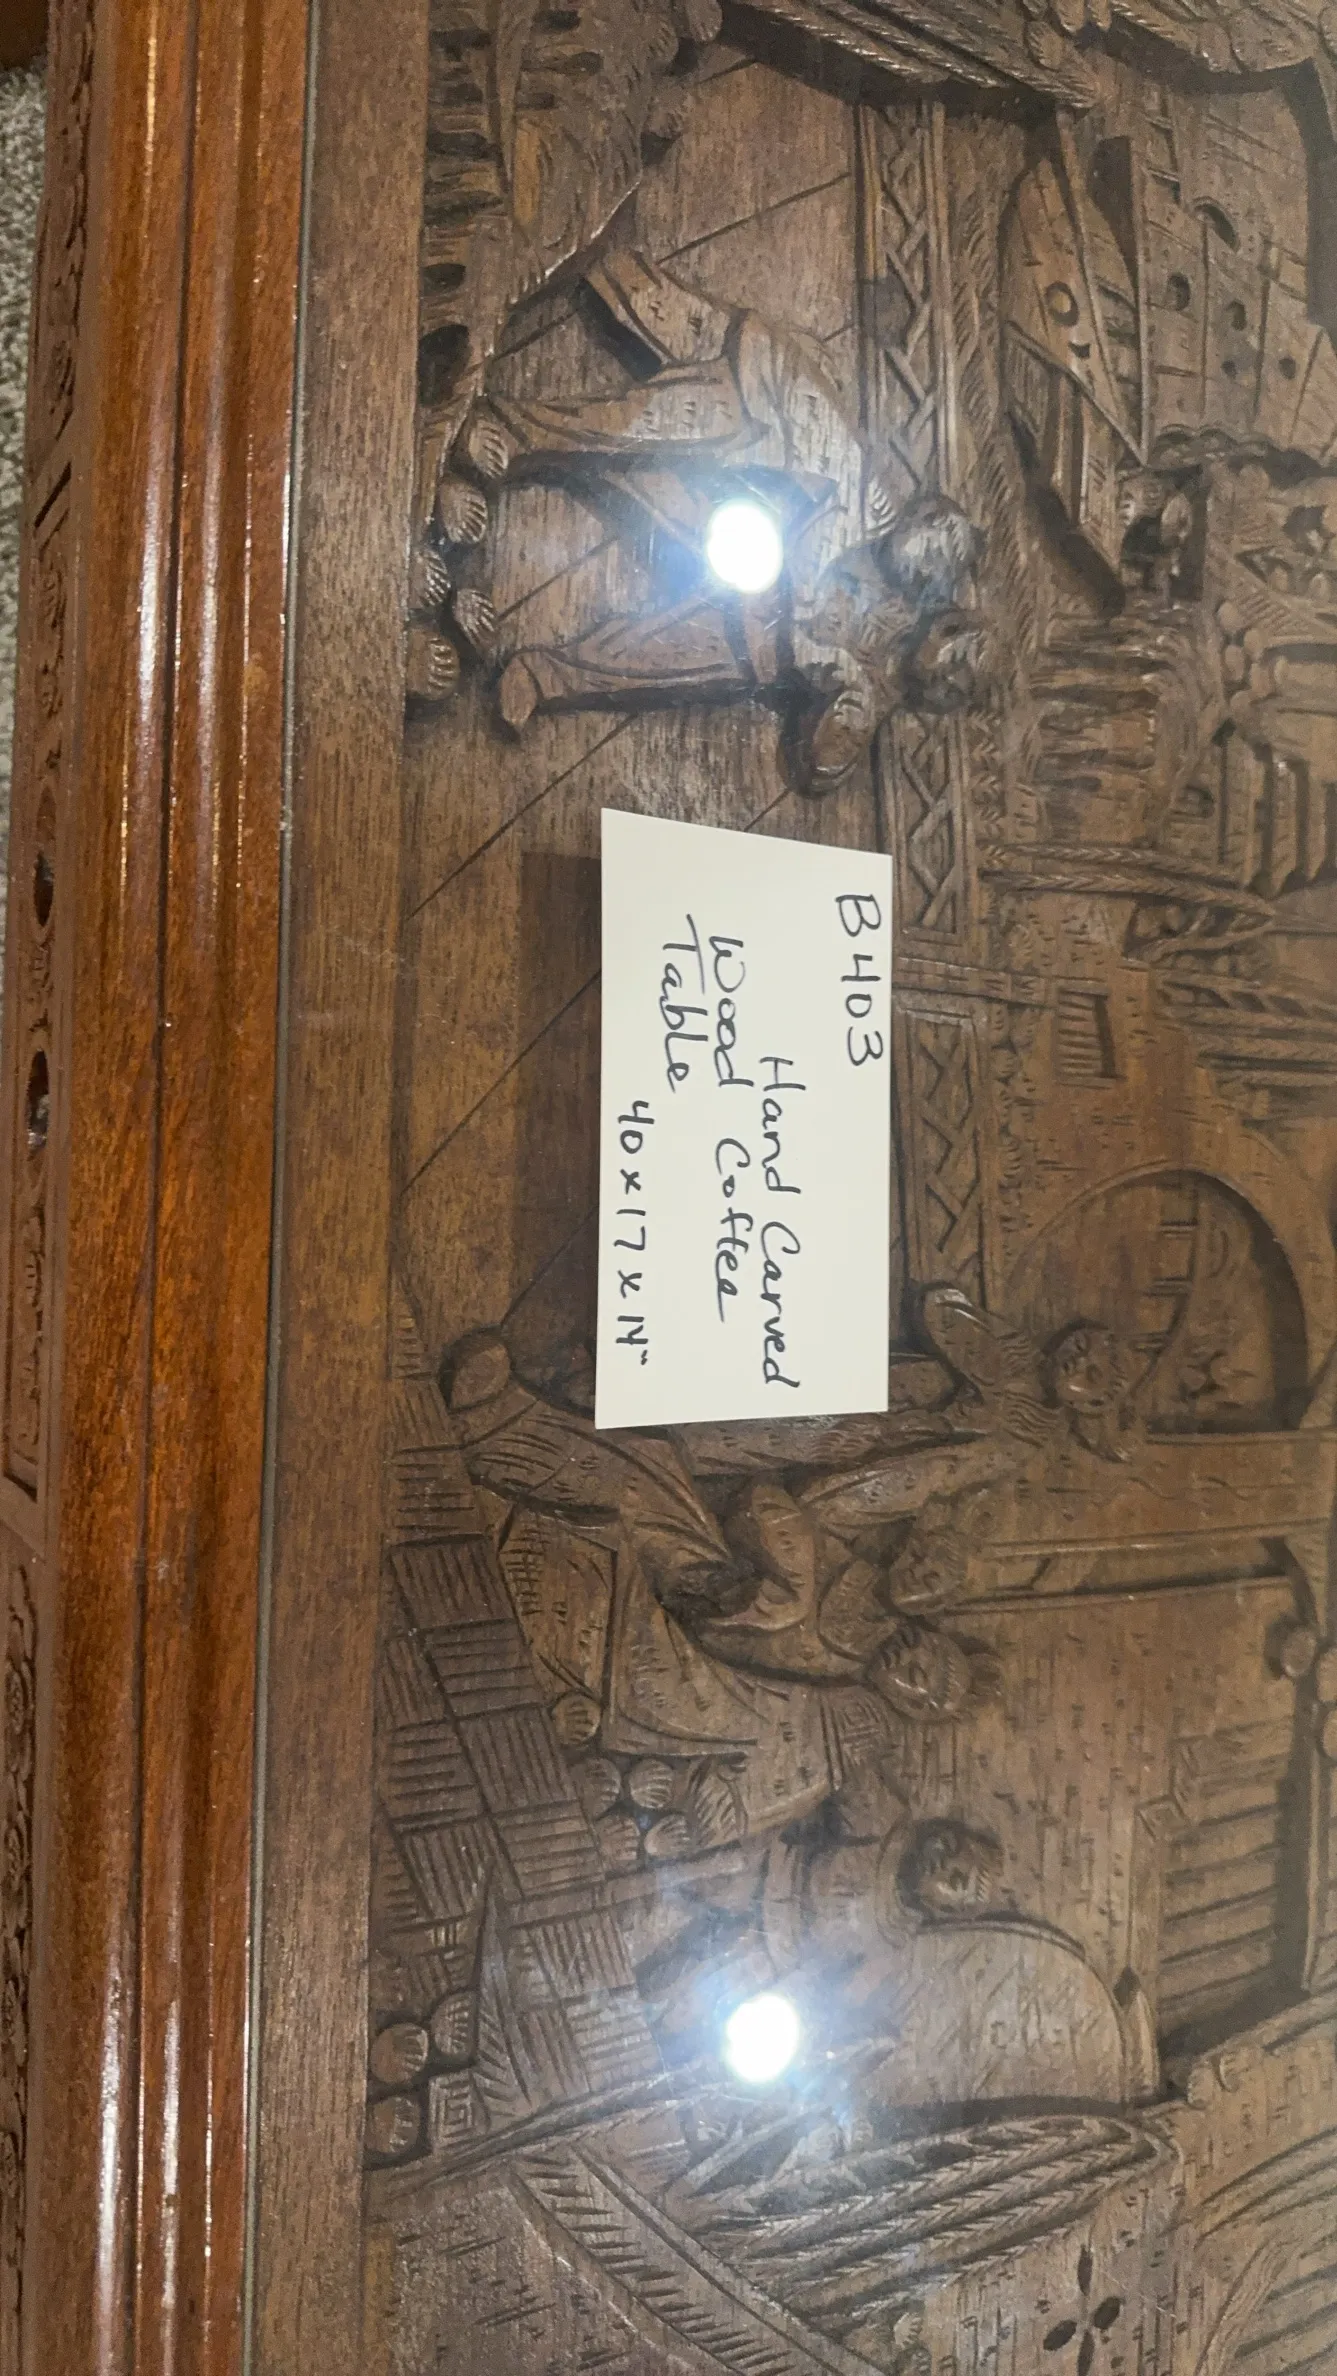 B403
Hand Carved
Wood Coffee
Table
40 x 17 x 14"